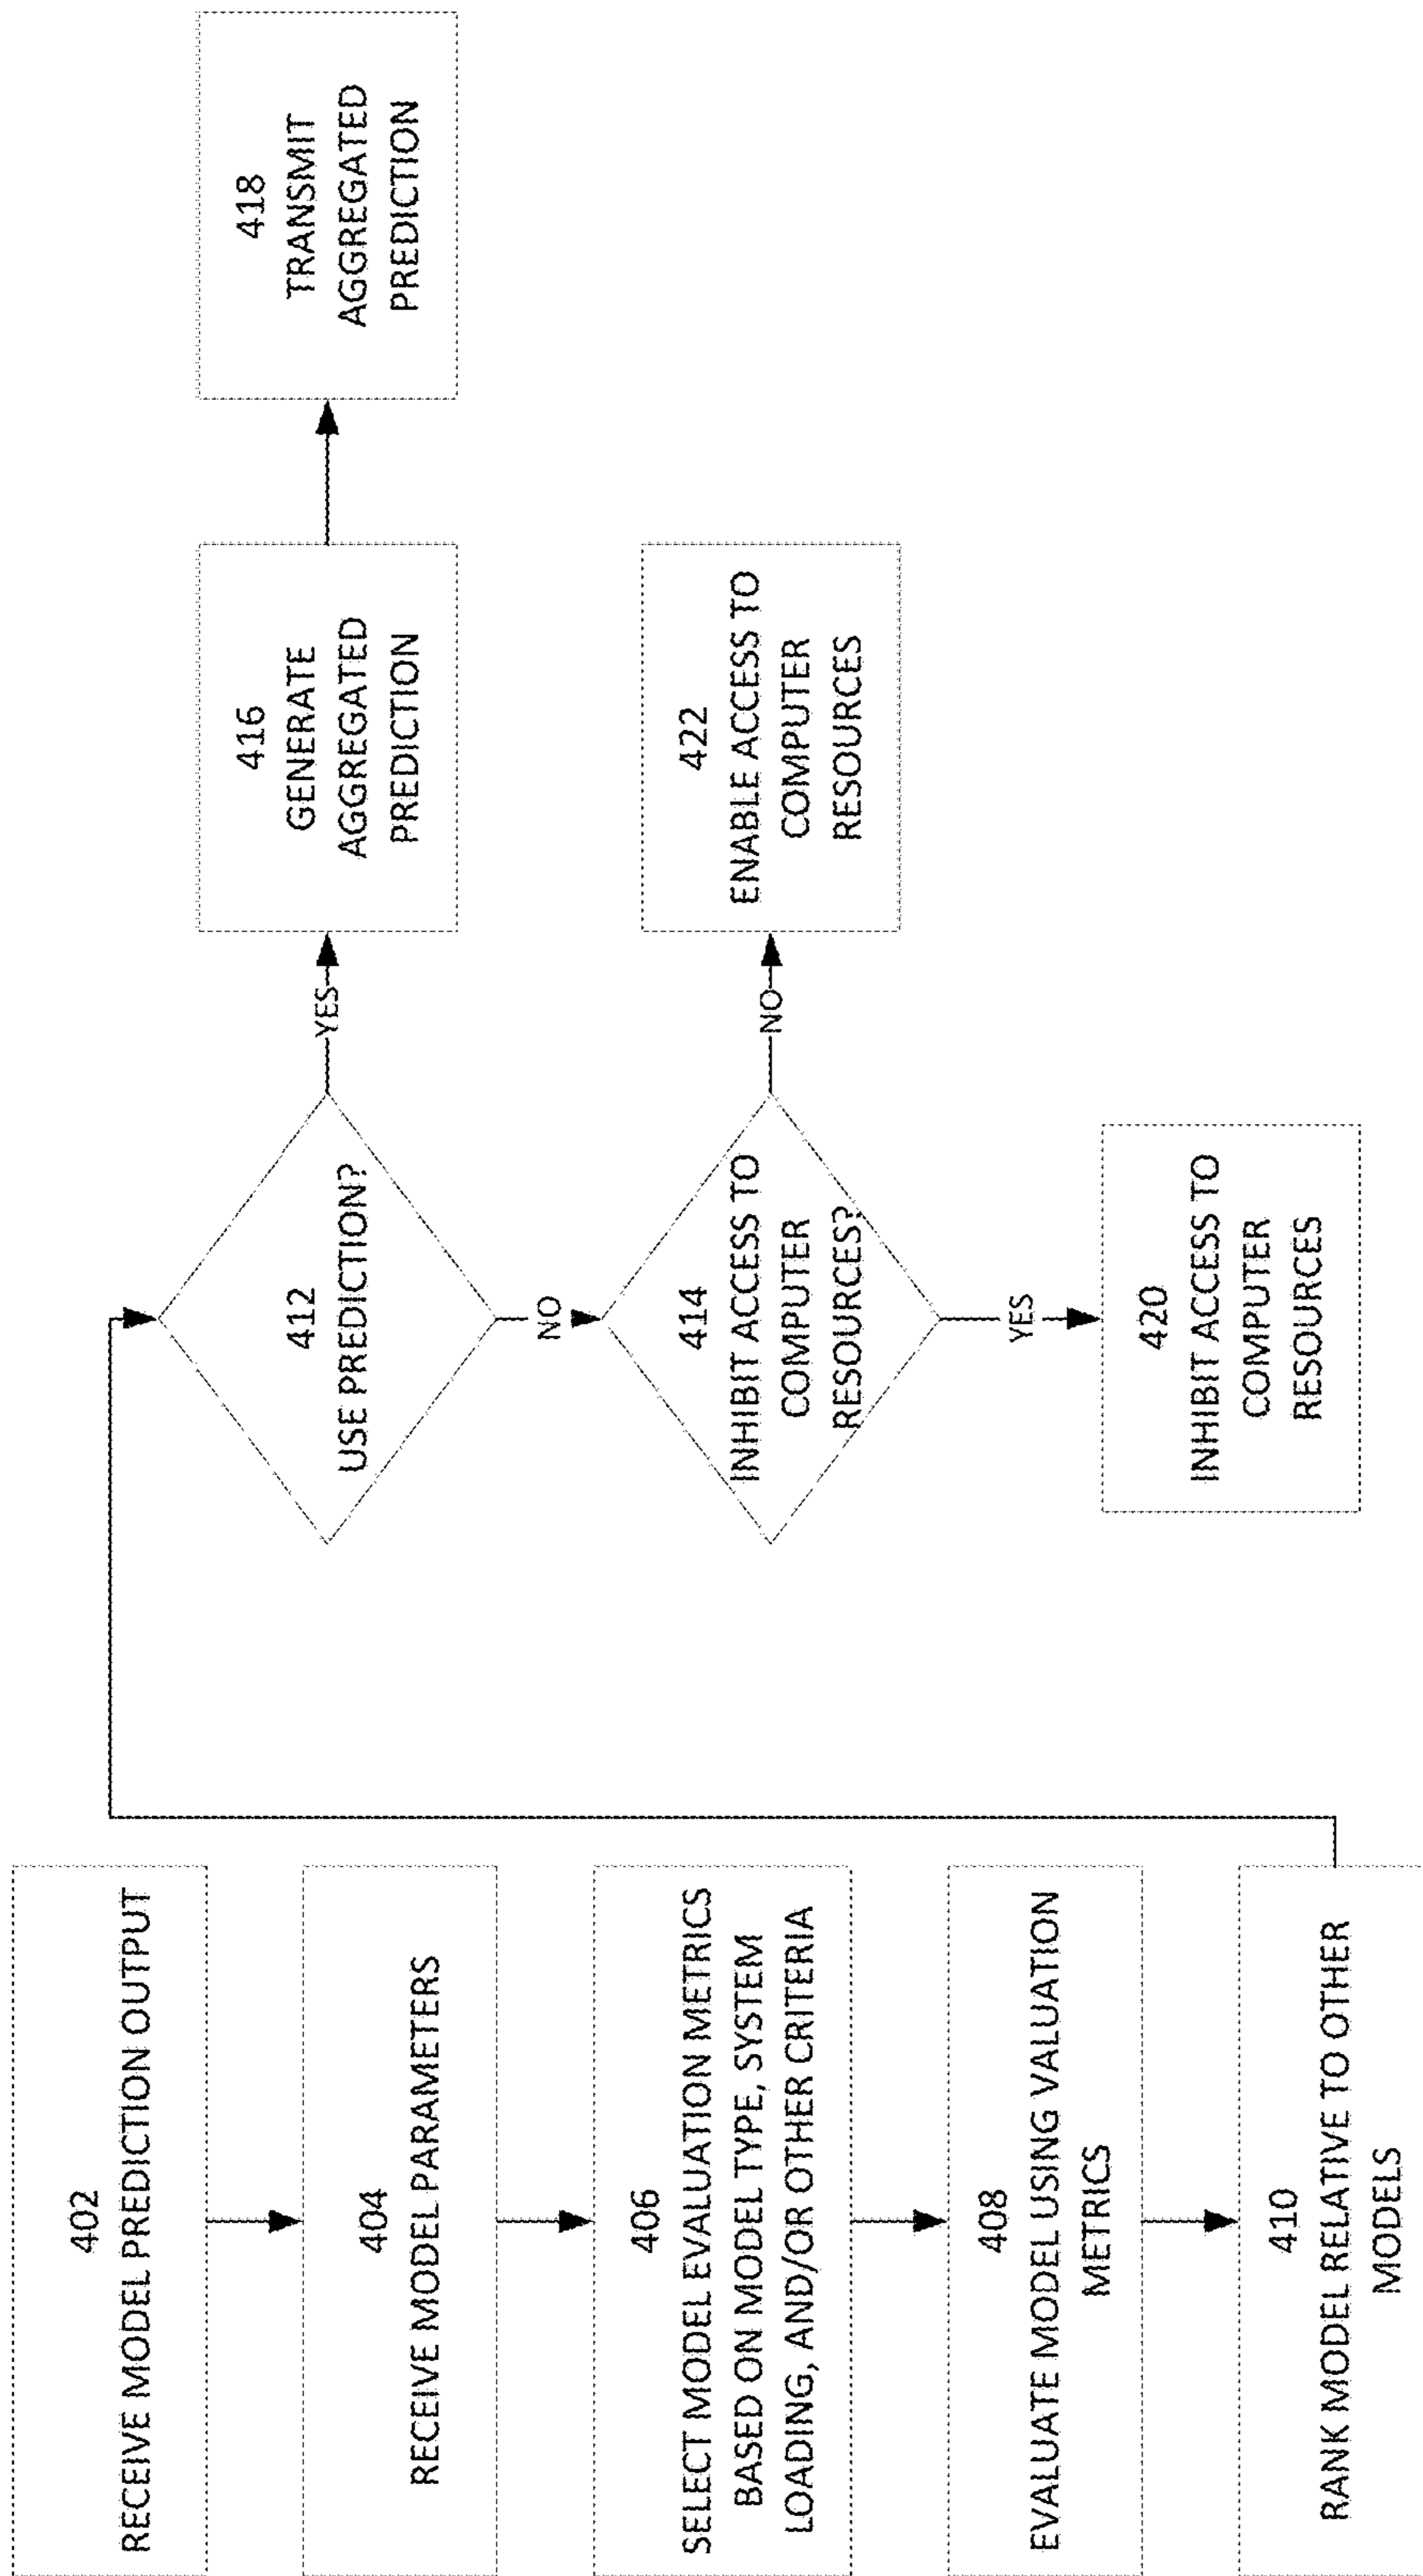 402
RECEIVE MODEL PREDICTION OUTPUT
404
RECEIVE MODEL PARAMETERS
406
SELECT MODEL EVALUATION METRICS
BASED ON MODEL TYPE, SYSTEM
LOADING, AND/OR OTHER CRITERIA
408
EVALUATE MODEL USING VALUATION
METRICS
410
RANK MODEL RELATIVE TO OTHER
MODELS
412
USE PREDICTION?
YES
NO
414
INHIBIT ACCESS TO
COMPUTER
RESOURCES?
NO
YES
416
GENERATE
AGGREGATED
PREDICTION
418
TRANSMIT
AGGREGATED
PREDICTION
422
ENABLE ACCESS TO
COMPUTER
RESOURCES
420
INHIBIT ACCESS TO
COMPUTER
RESOURCES